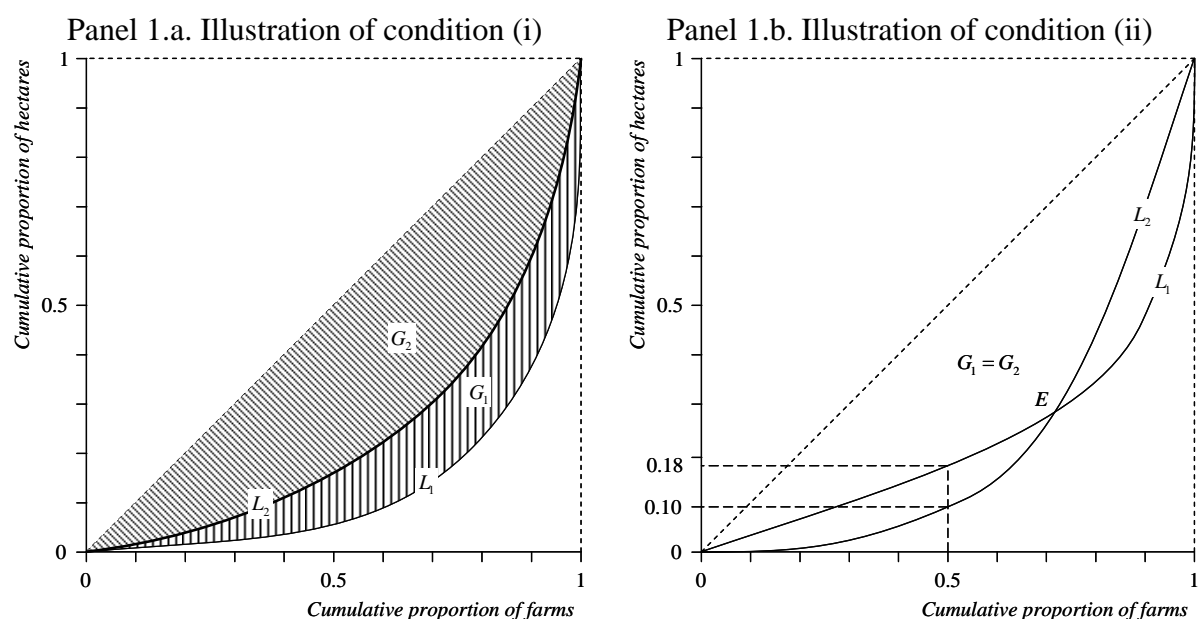 Panel 1.a. Illustration of condition (i)
Cumulative proportion of hectares
1
0.5
0
G2
G1
L2
L1
0
0.5
1
Cumulative proportion of farms
Panel 1.b. Illustration of condition (ii)
Cumulative proportion of hectares
1
0.5
0.18
0.10
0
L2
L1
G1 = G2
E
0
0.5
1
Cumulative proportion of farms